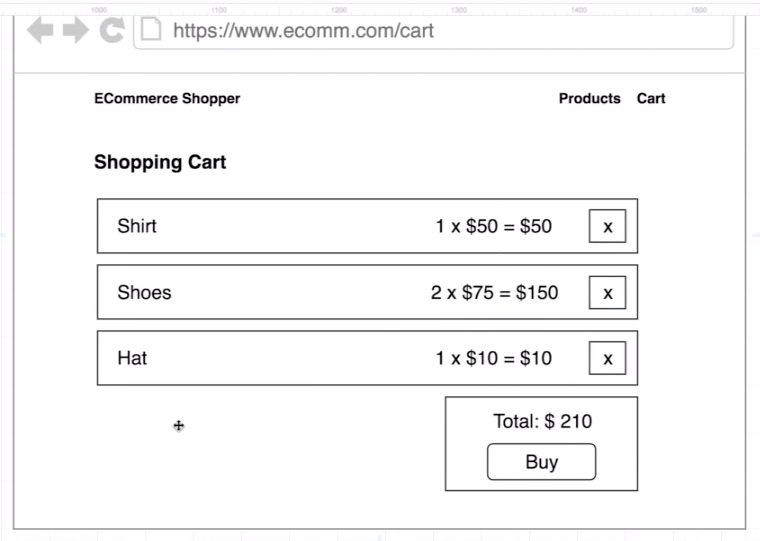 1000 1100 1200 1300 1400 1500
https://www.ecomm.com/cart
ECommerce Shopper Products Cart
Shopping Cart
Shirt 1 x $50 = $50 x
Shoes 2 x $75 = $150 x
Hat 1 x $10 = $10 x
Total: $ 210
Buy